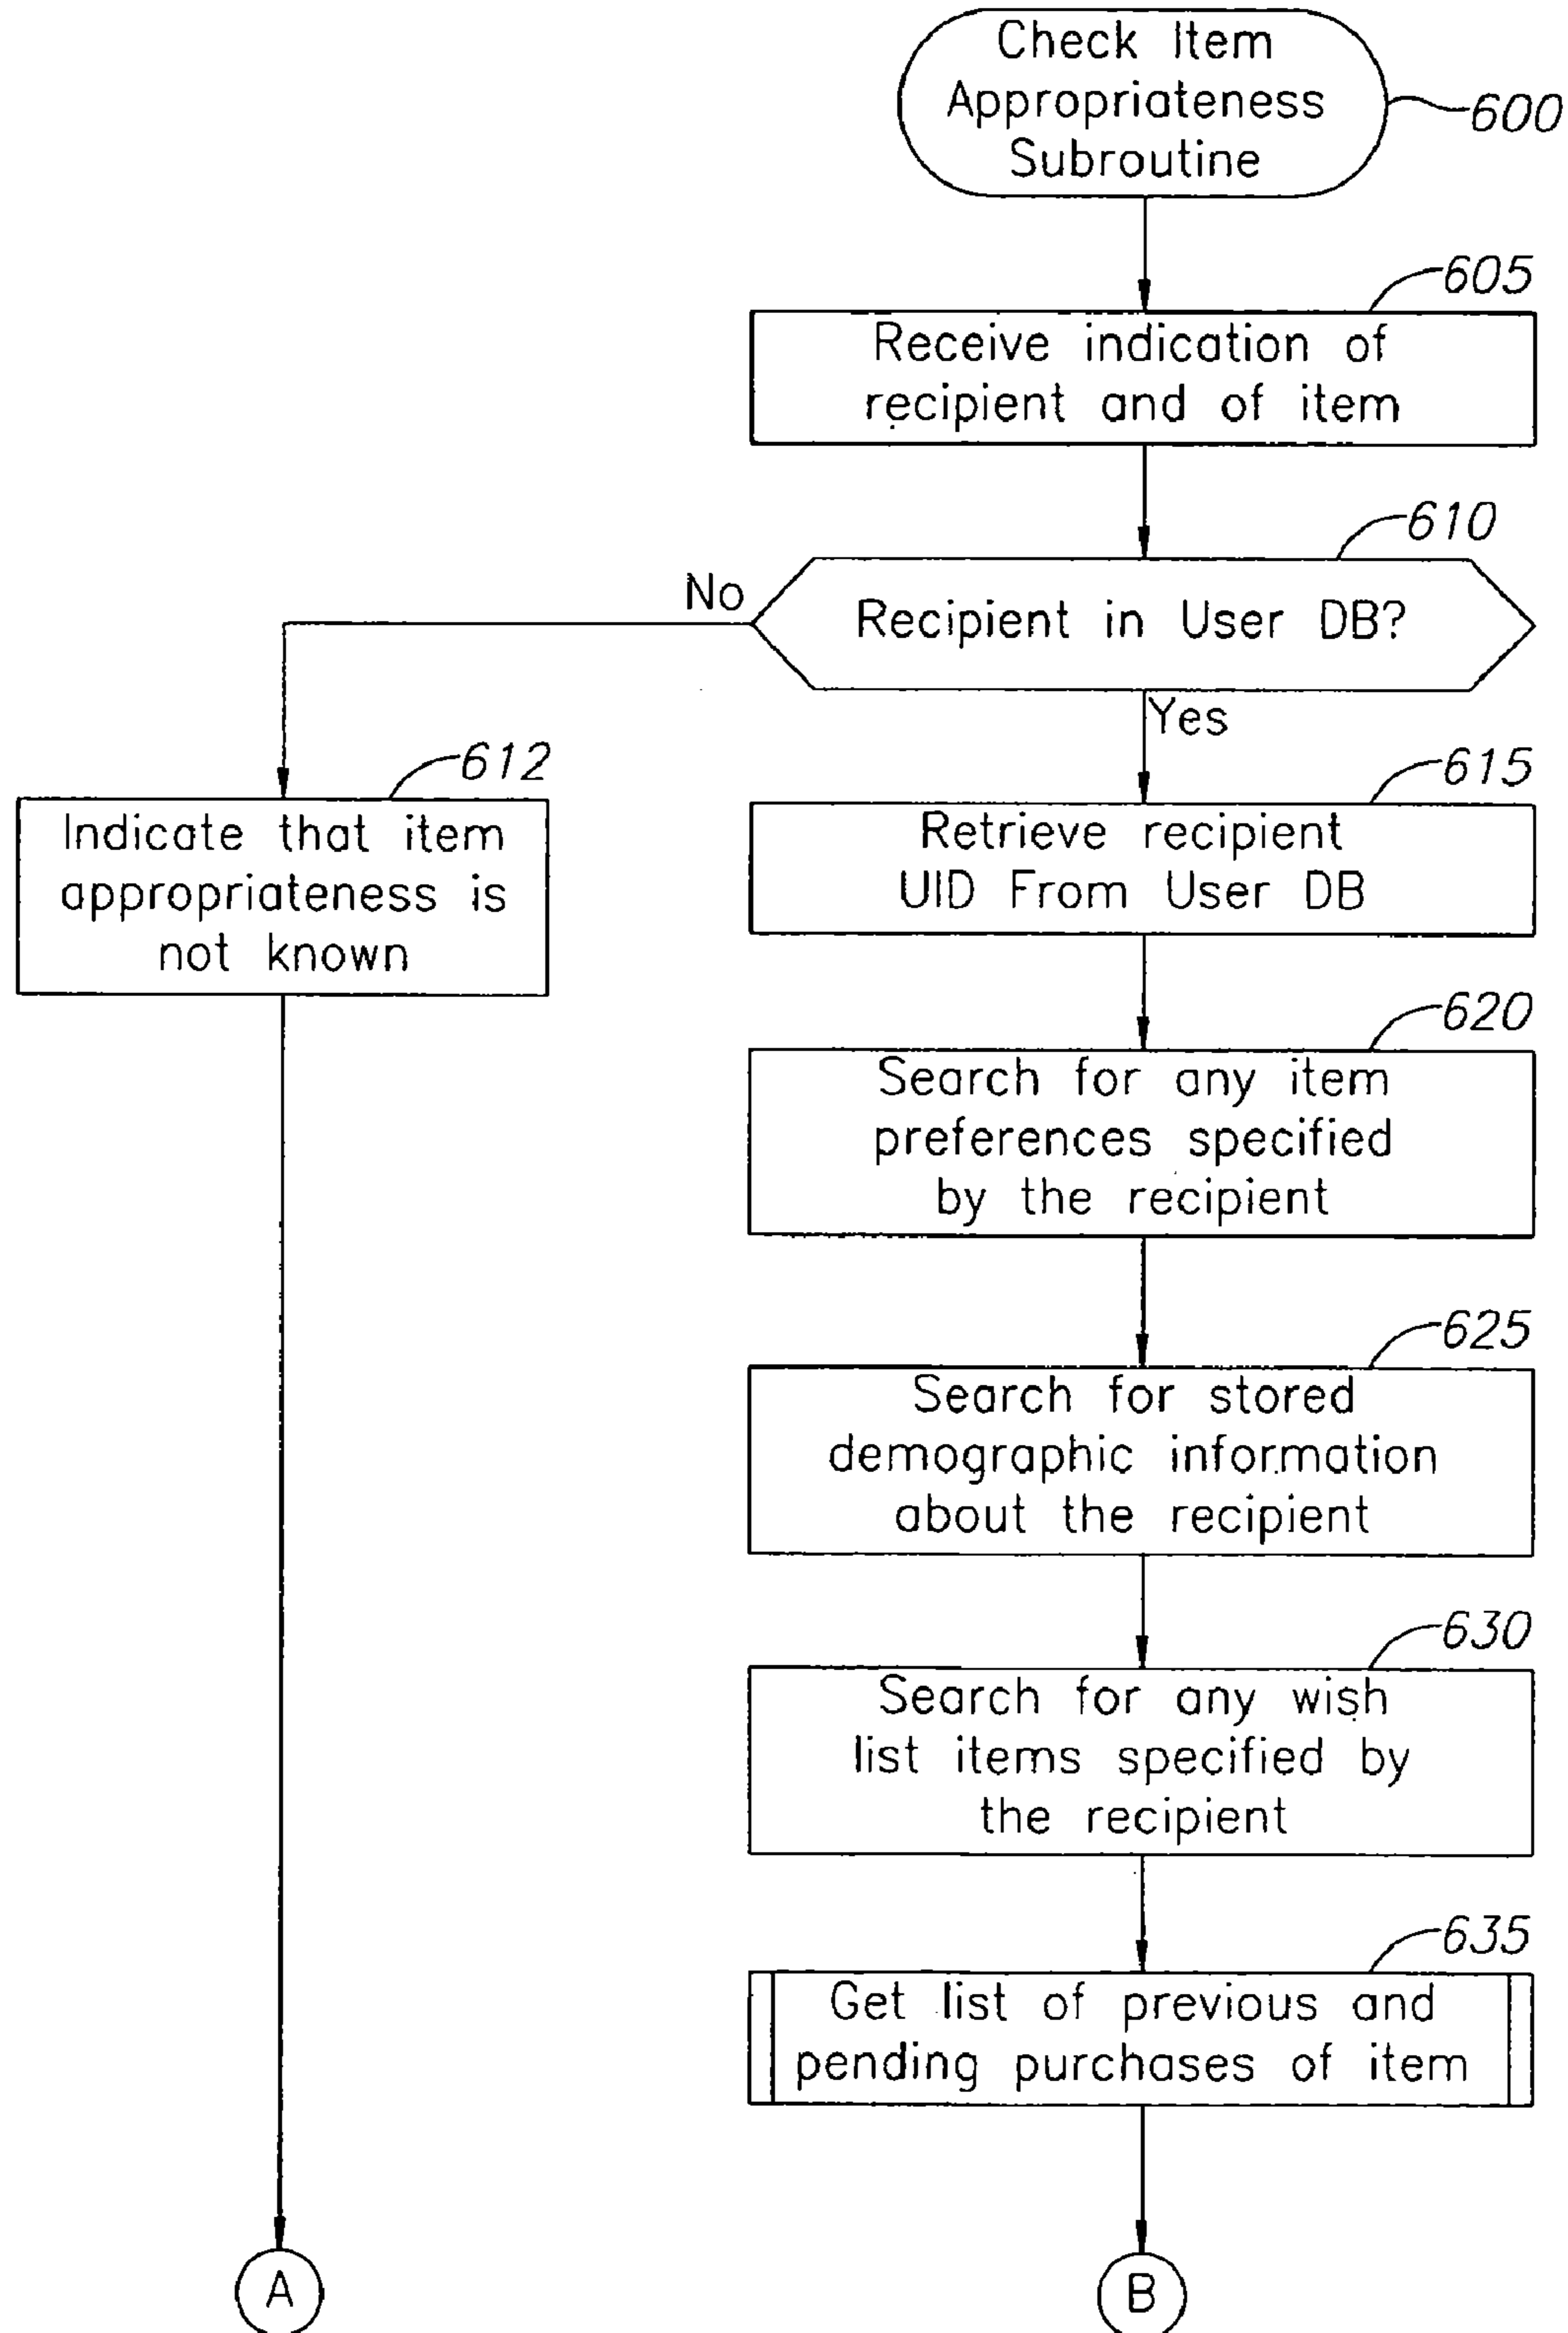 Check Item
Appropriateness
Subroutine
600
605
Receive indication of
recipient and of item
610
No
Recipient in User DB?
Yes
612
Indicate that item
appropriateness is
not known
615
Retrieve recipient
UID From User DB
620
Search for any item
preferences specified
by the recipient
625
Search for stored
demographic information
about the recipient
630
Search for any wish
list items specified by
the recipient
635
Get list of previous and
pending purchases of item
A
B